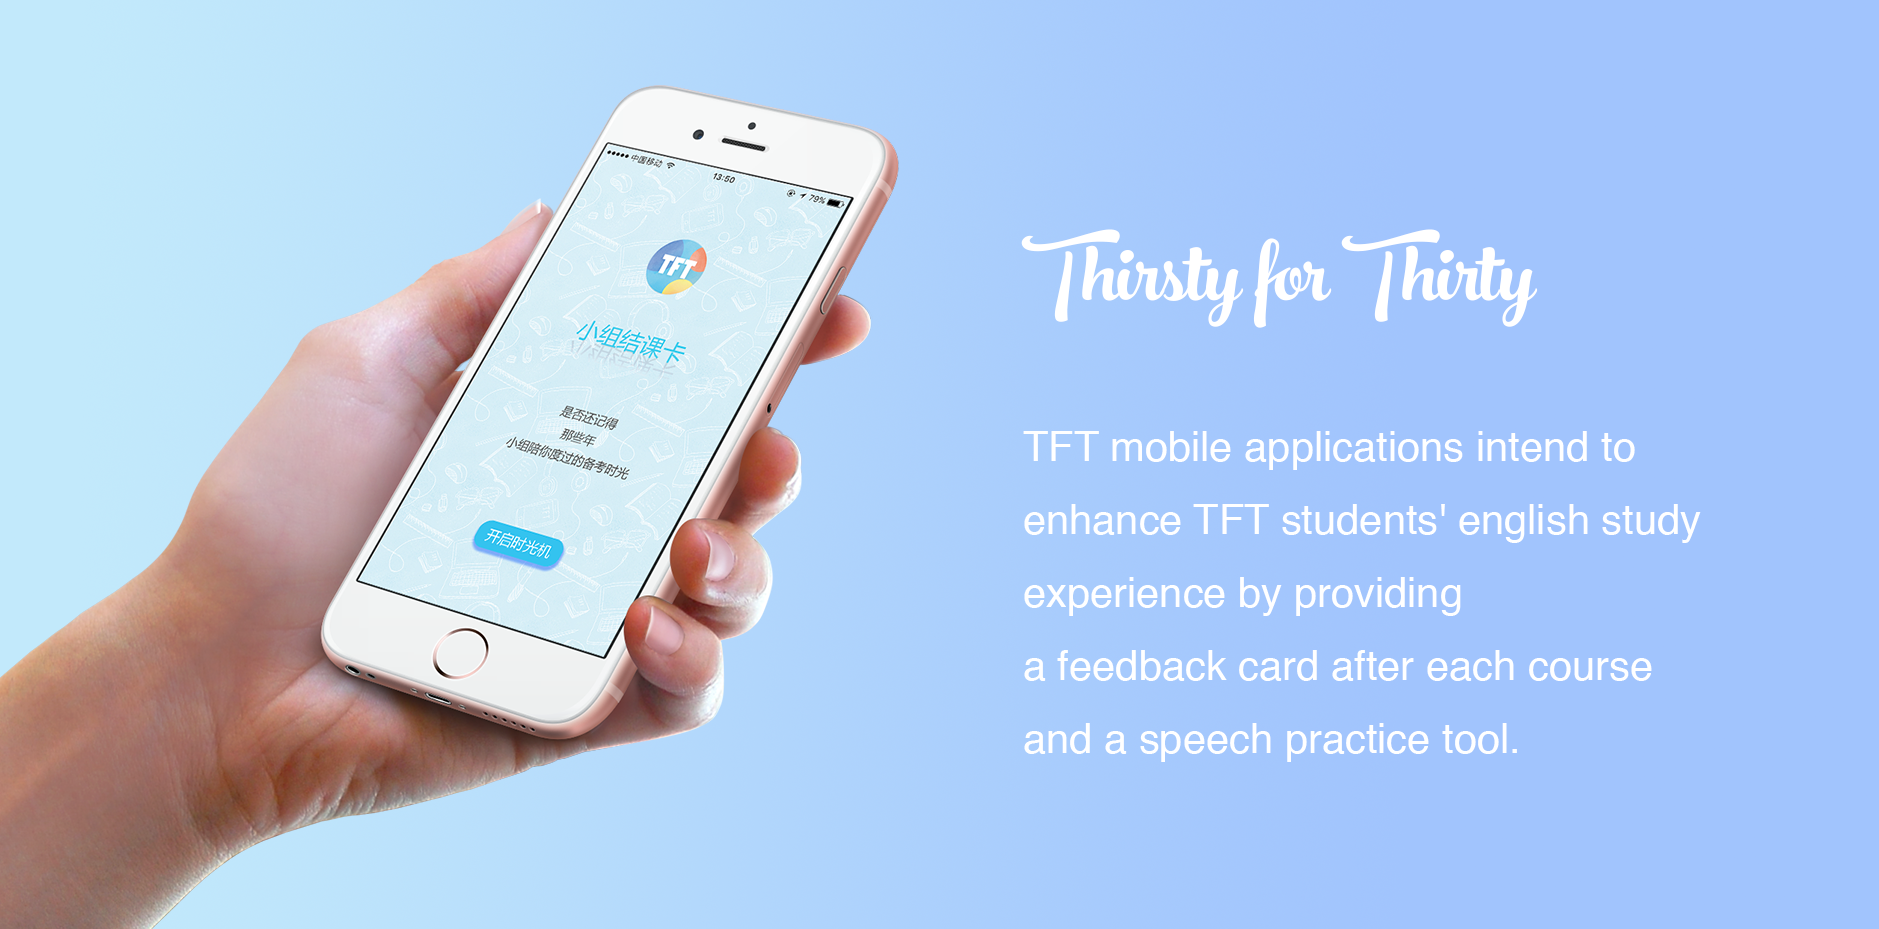 中国移动
13:50
79%
TFT
小组结课卡
是否还记得
那些年
小组陪你度过的备考时光
开启时光机
Thirsty for Thirty
TFT mobile applications intend to
enhance TFT students' english study
experience by providing
a feedback card after each course
and a speech practice tool.